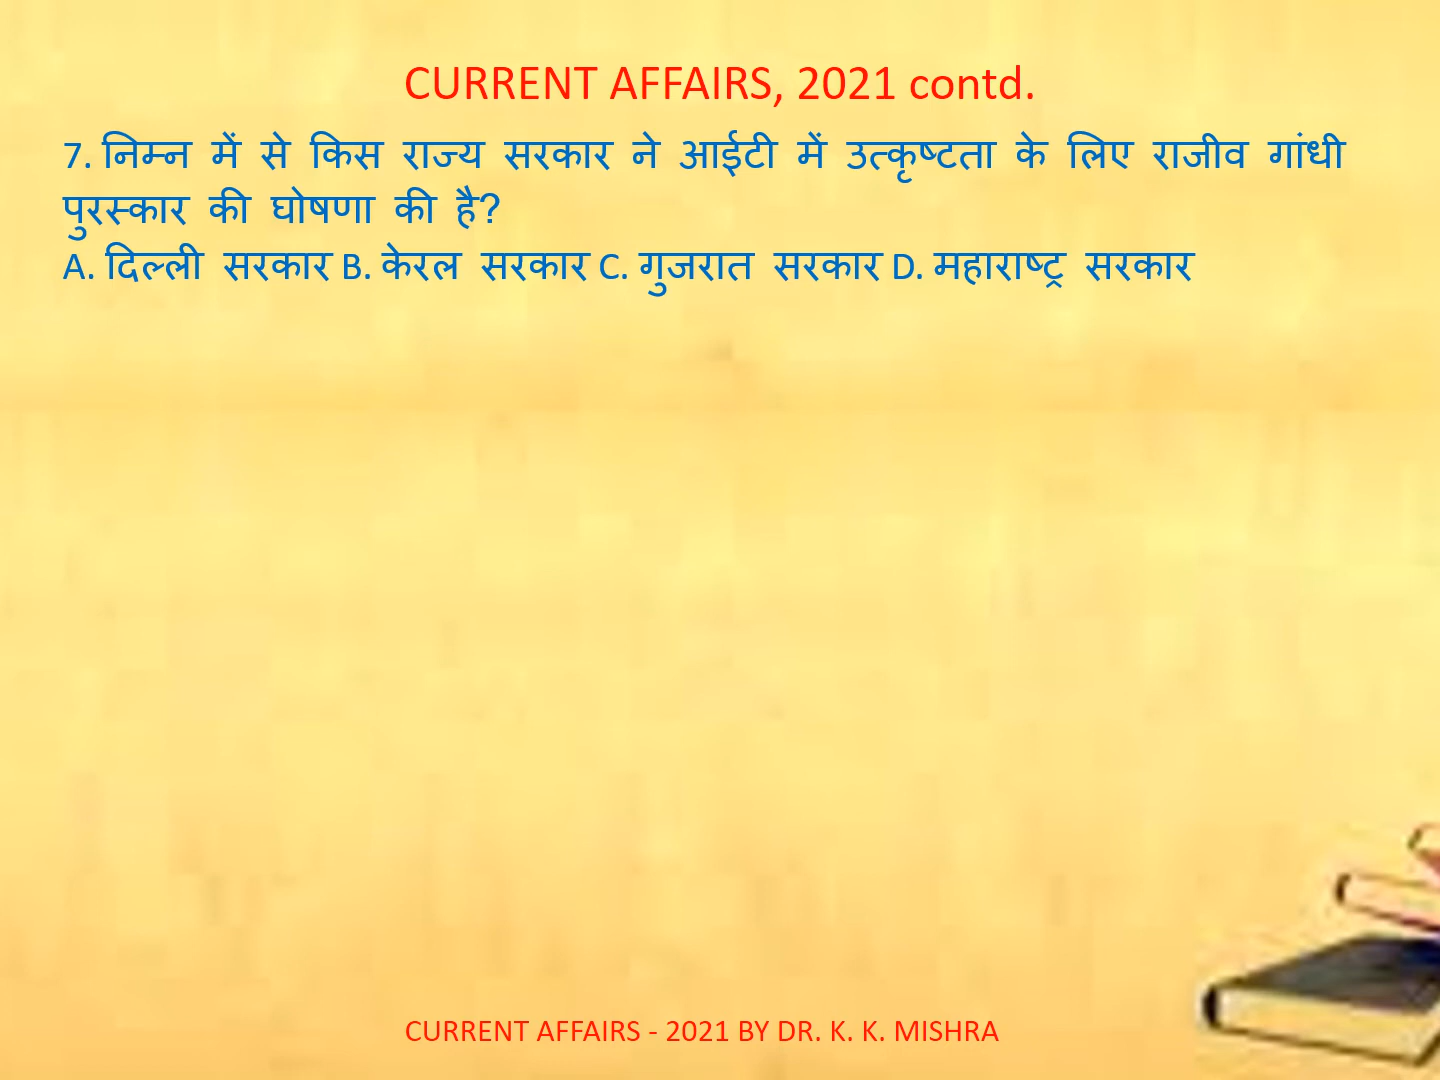 CURRENT AFFAIRS, 2021 contd.
7. निम्न में से किस राज्य सरकार ने आईटी में उत्कृष्टता के लिए राजीव गांधी
पुरस्कार की घोषणा की है?
A. दिल्ली सरकार B. केरल सरकार C. गुजरात सरकार D. महाराष्ट्र सरकार
CURRENT AFFAIRS - 2021 BY DR. K. K. MISHRA